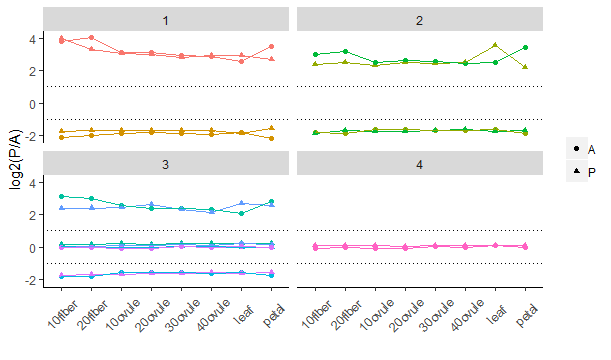 1
2
4
2
0
-2
3
4
4
2
0
-2
log2(P/A)
10fiber
20fiber
10ovule
20ovule
30ovule
40ovule
leaf
petal
10fiber
20fiber
10ovule
20ovule
30ovule
40ovule
leaf
petal
A
P